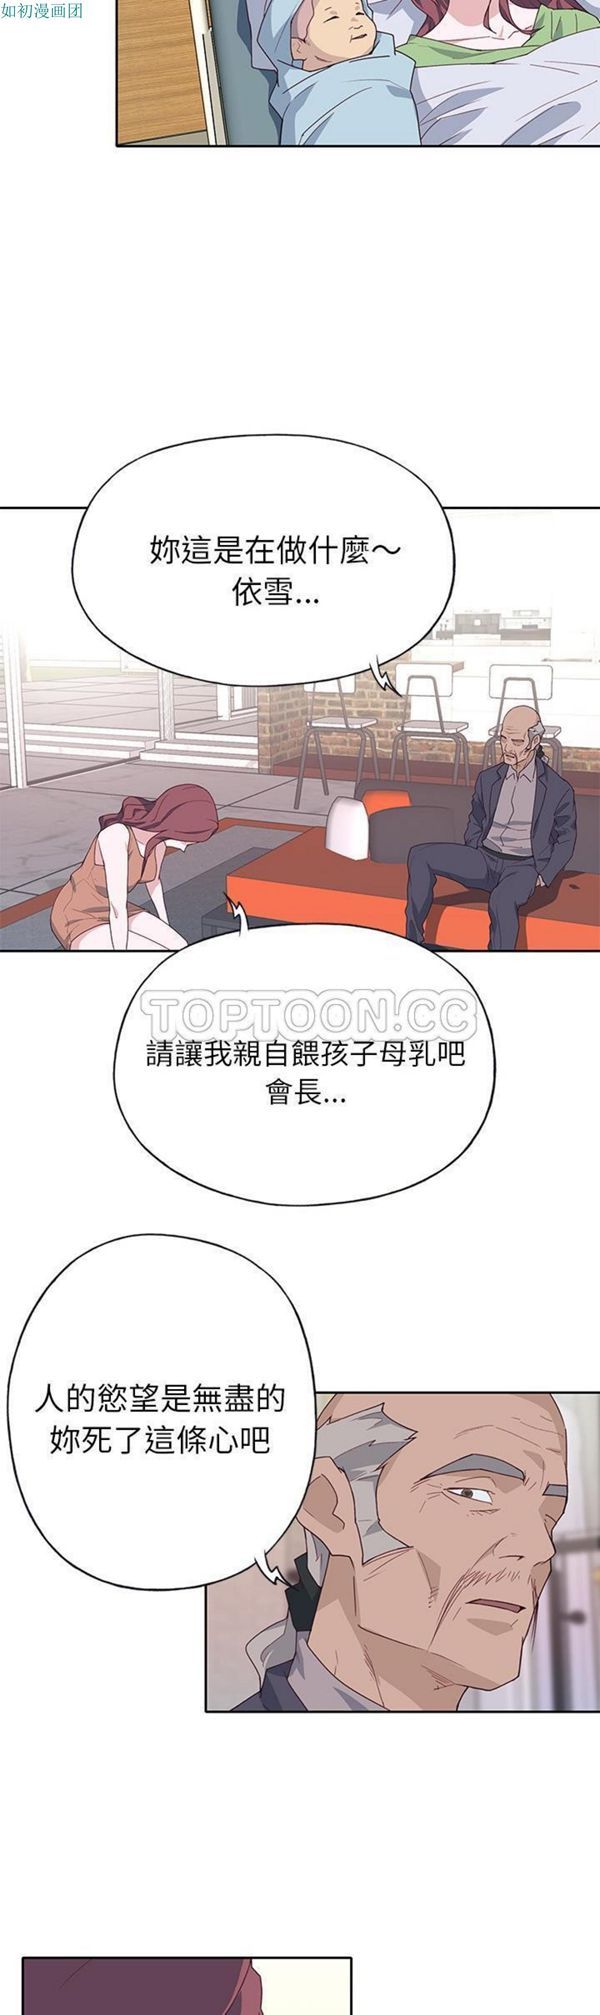 如初漫画团
妳這是在做什麼～
依雪...
TOPTOON.CC
請讓我親自餵孩子母乳吧
會長...
人的慾望是無盡的
妳死了這條心吧